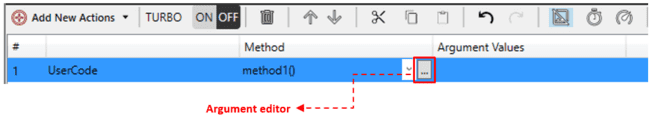 Add New Actions TURBO ON OFF
# Method Argument Values
1 UserCode method1() ...
Argument editor